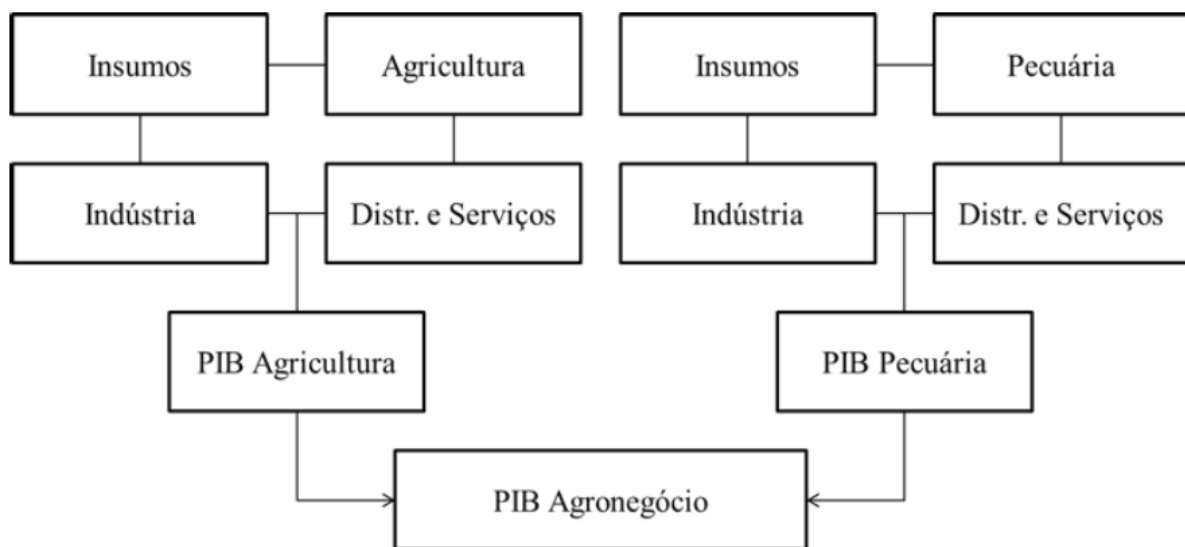 Insumos
Agricultura
Insumos
Pecuária
Indústria
Distr. e Serviços
Indústria
Distr. e Serviços
PIB Agricultura
PIB Pecuária
PIB Agronegócio